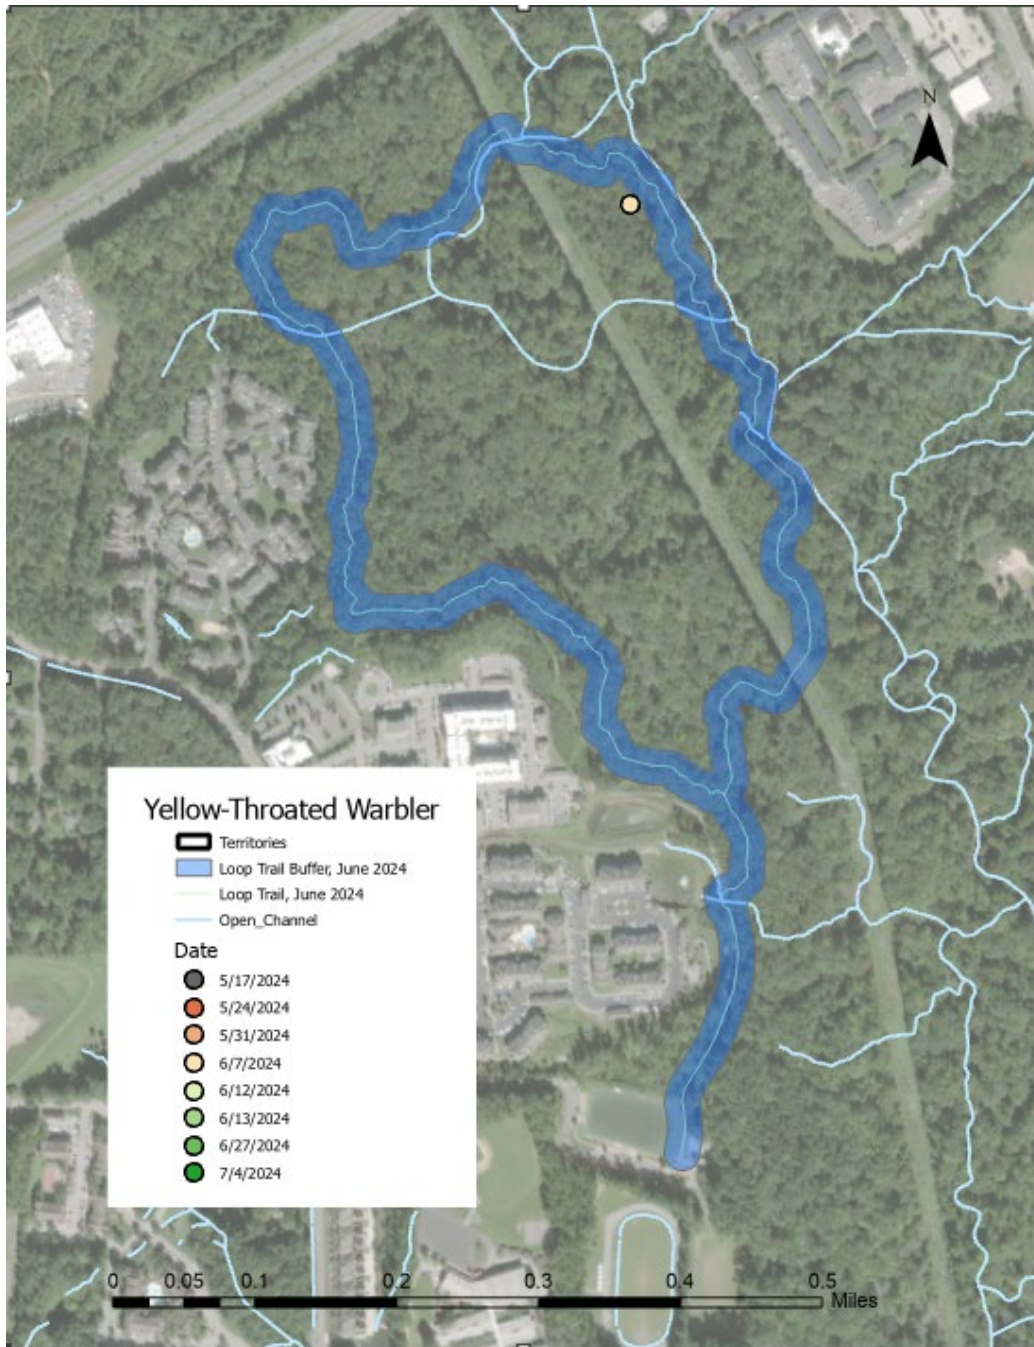 N
Yellow-Throated Warbler
Territories
Loop Trail Buffer, June 2024
Loop Trail, June 2024
Open_Channel
Date
5/17/2024
5/24/2024
5/31/2024
6/7/2024
6/12/2024
6/13/2024
6/27/2024
7/4/2024
0 0.05 0.1 0.2 0.3 0.4 0.5
Miles